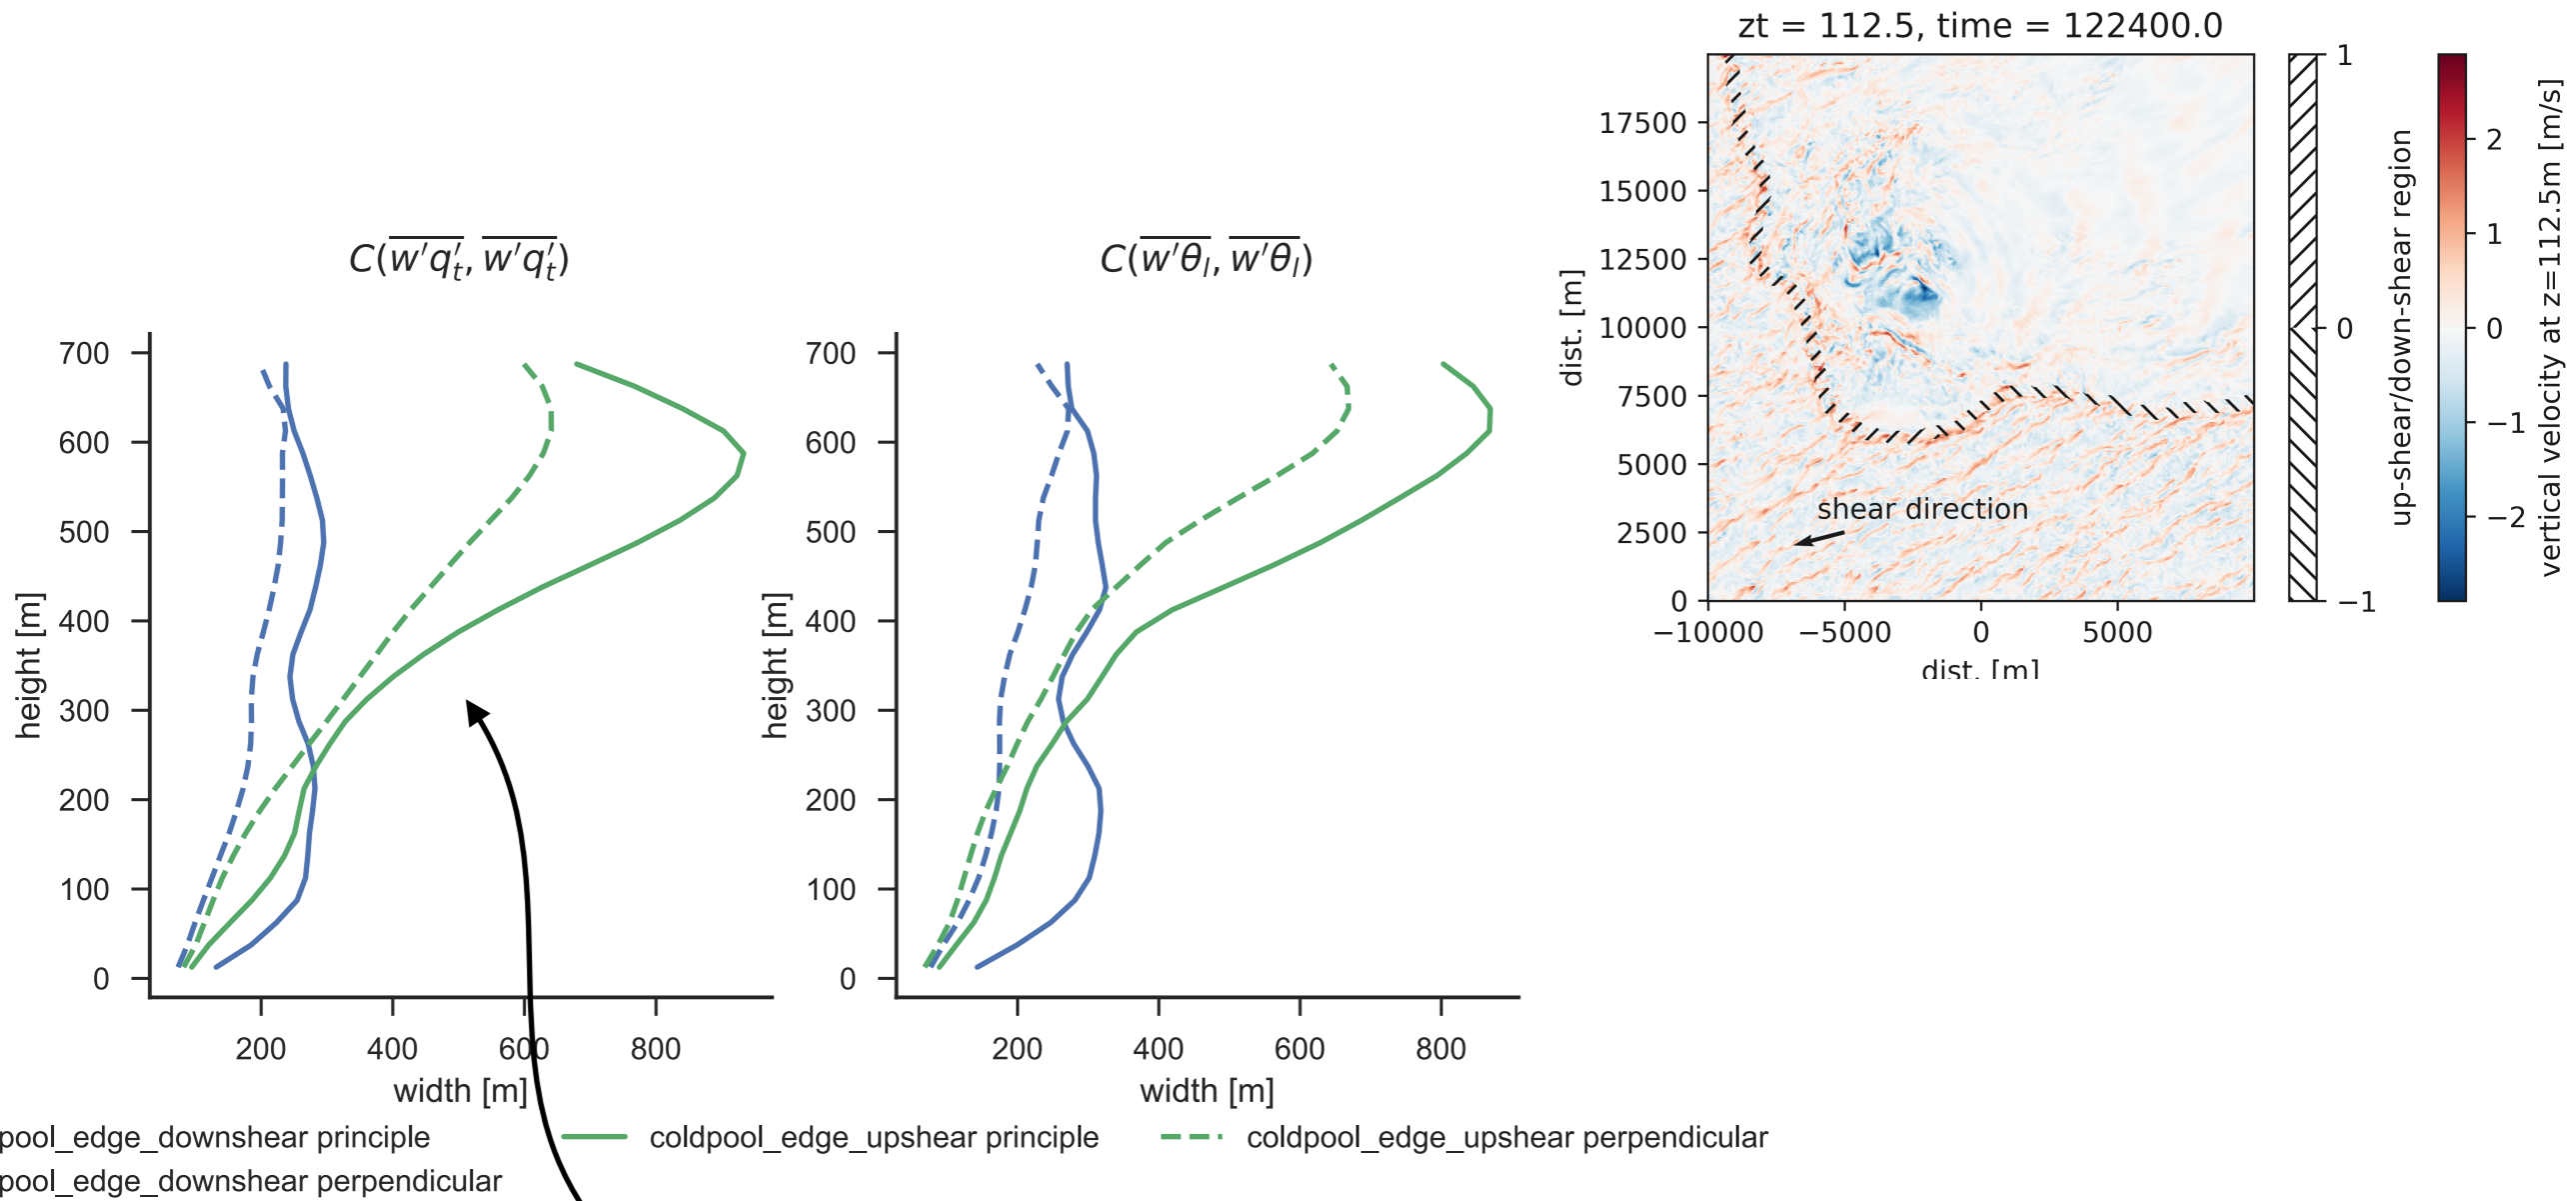 zt = 112.5, time = 122400.0
C(w'q't, w'q't)
C(w'θl, w'θl)
700
600
500
400
300
200
100
0
height [m]
200 400 600 800
width [m]
700
600
500
400
300
200
100
0
height [m]
200 400 600 800
width [m]
17500
15000
12500
10000
7500
5000
2500
0
dist. [m]
shear direction
−10000 −5000 0 5000
dist. [m]
1
0
−1
up-shear/down-shear region
2
1
0
−1
−2
vertical velocity at z=112.5m [m/s]
pool_edge_downshear principle
coldpool_edge_upshear principle
coldpool_edge_upshear perpendicular
pool_edge_downshear perpendicular